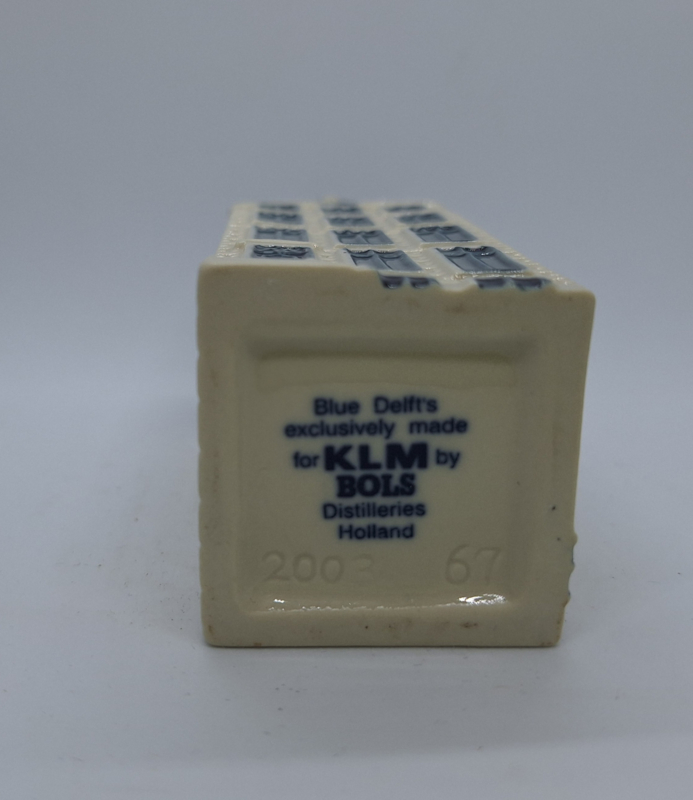 Blue Delft's
exclusively made
for KLM by
BOLS
Distilleries
Holland
2003 67